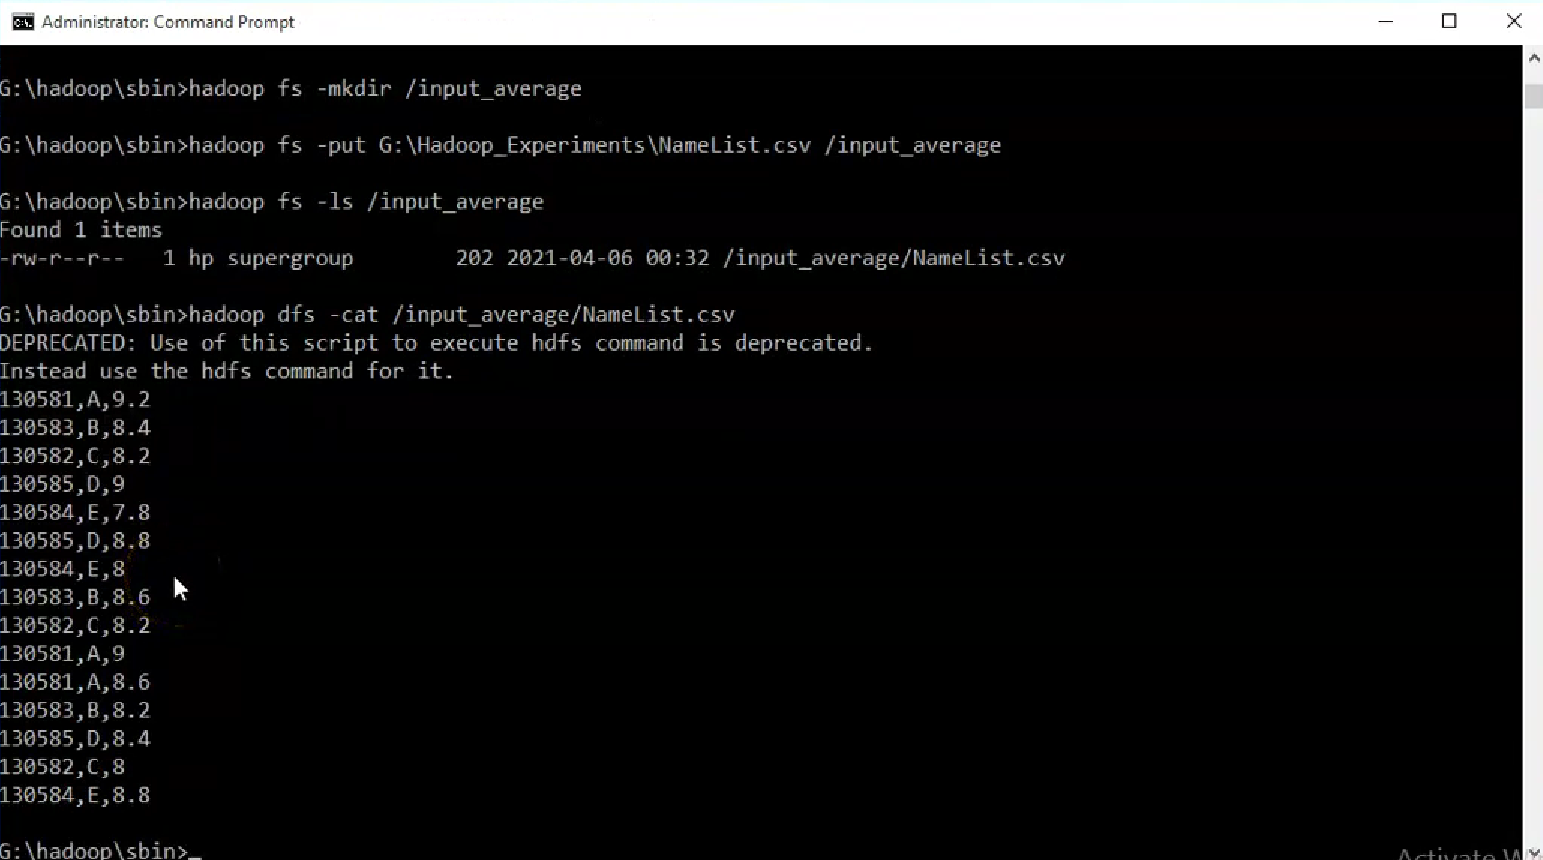 Administrator: Command Prompt
G:\hadoop\sbin>hadoop fs -mkdir /input_average
G:\hadoop\sbin>hadoop fs -put G:\Hadoop_Experiments\NameList.csv /input_average
G:\hadoop\sbin>hadoop fs -ls /input_average
Found 1 items
-rw-r--r--   1 hp supergroup        202 2021-04-06 00:32 /input_average/NameList.csv
G:\hadoop\sbin>hadoop dfs -cat /input_average/NameList.csv
DEPRECATED: Use of this script to execute hdfs command is deprecated.
Instead use the hdfs command for it.
130581,A,9.2
130583,B,8.4
130582,C,8.2
130585,D,9
130584,E,7.8
130585,D,8.8
130584,E,8
130583,B,8.6
130582,C,8.2
130581,A,9
130581,A,8.6
130583,B,8.2
130585,D,8.4
130582,C,8
130584,E,8.8
G:\hadoop\sbin>_
Activate